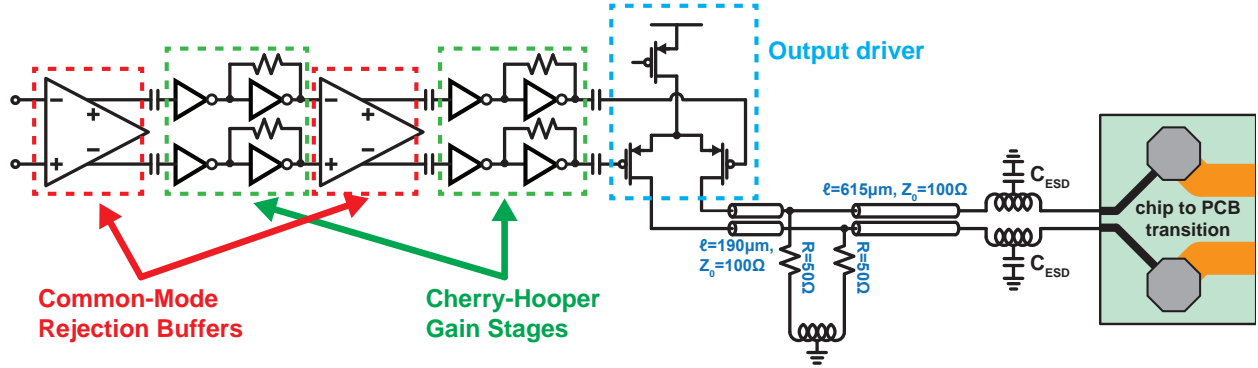 Output driver
− + + −
− + + −
Common-Mode
Rejection Buffers
Cherry-Hooper
Gain Stages
ℓ=190µm,
Z₀=100Ω
R=50Ω
R=50Ω
ℓ=615µm, Z₀=100Ω
C_ESD
C_ESD
chip to PCB
transition